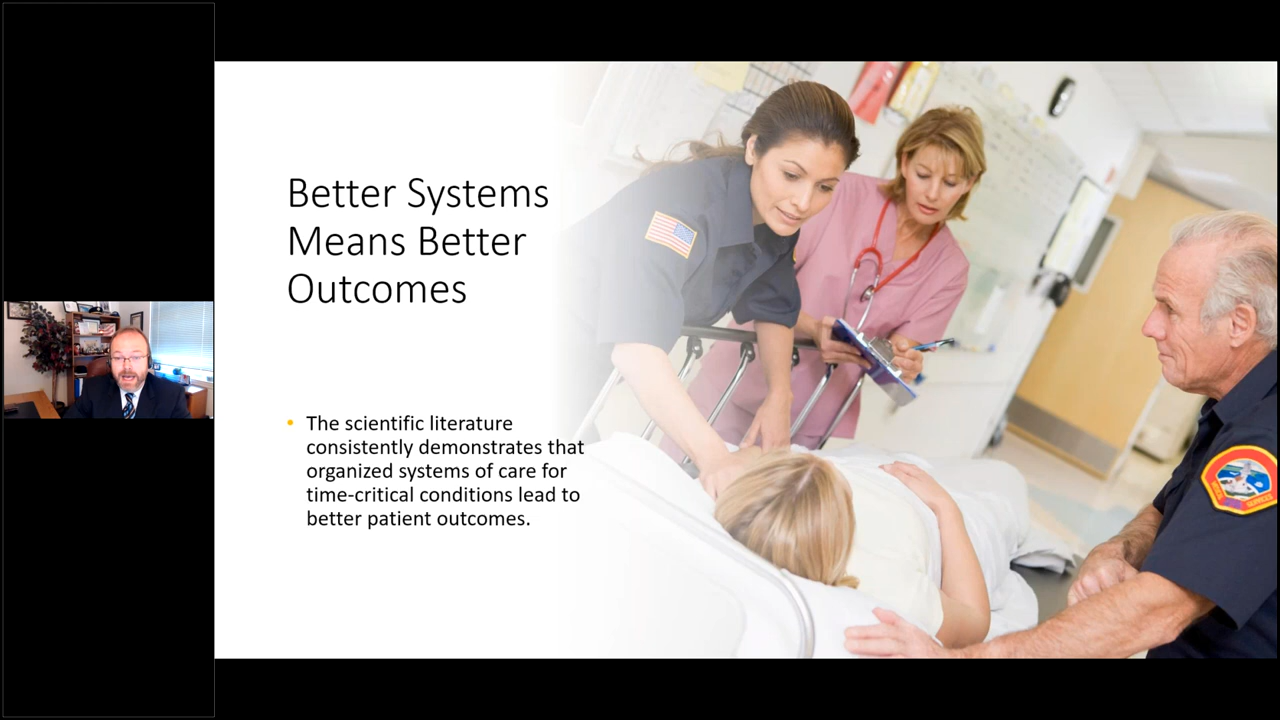 Better Systems
Means Better
Outcomes
• The scientific literature
consistently demonstrates that
organized systems of care for
time-critical conditions lead to
better patient outcomes.